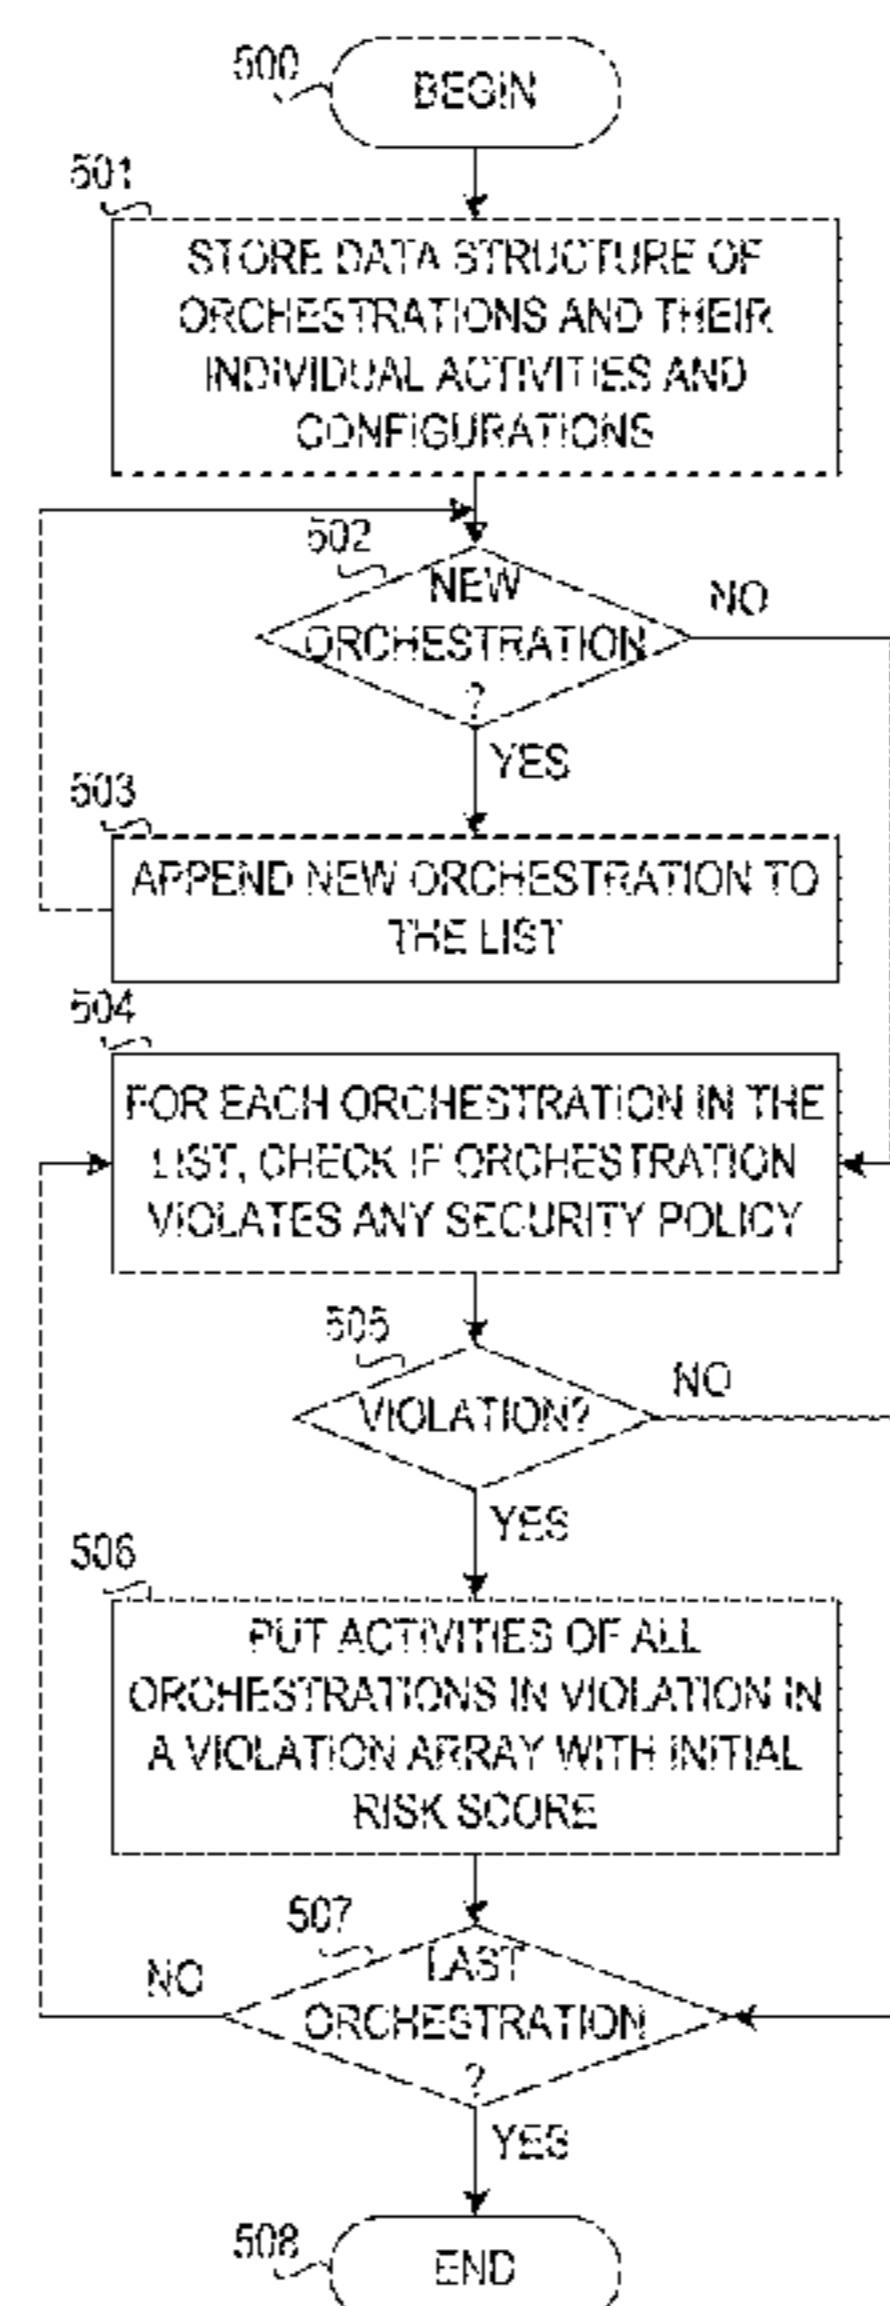 500
BEGIN
501
STORE DATA STRUCTURE OF
ORCHESTRATIONS AND THEIR
INDIVIDUAL ACTIVITIES AND
CONFIGURATIONS
502
NEW
ORCHESTRATION
?
NO
YES
503
APPEND NEW ORCHESTRATION TO
THE LIST
504
FOR EACH ORCHESTRATION IN THE
LIST, CHECK IF ORCHESTRATION
VIOLATES ANY SECURITY POLICY
505
VIOLATION?
NO
YES
506
PUT ACTIVITIES OF ALL
ORCHESTRATIONS IN VIOLATION IN
A VIOLATION ARRAY WITH INITIAL
RISK SCORE
507
LAST
ORCHESTRATION
?
NO
YES
508
END